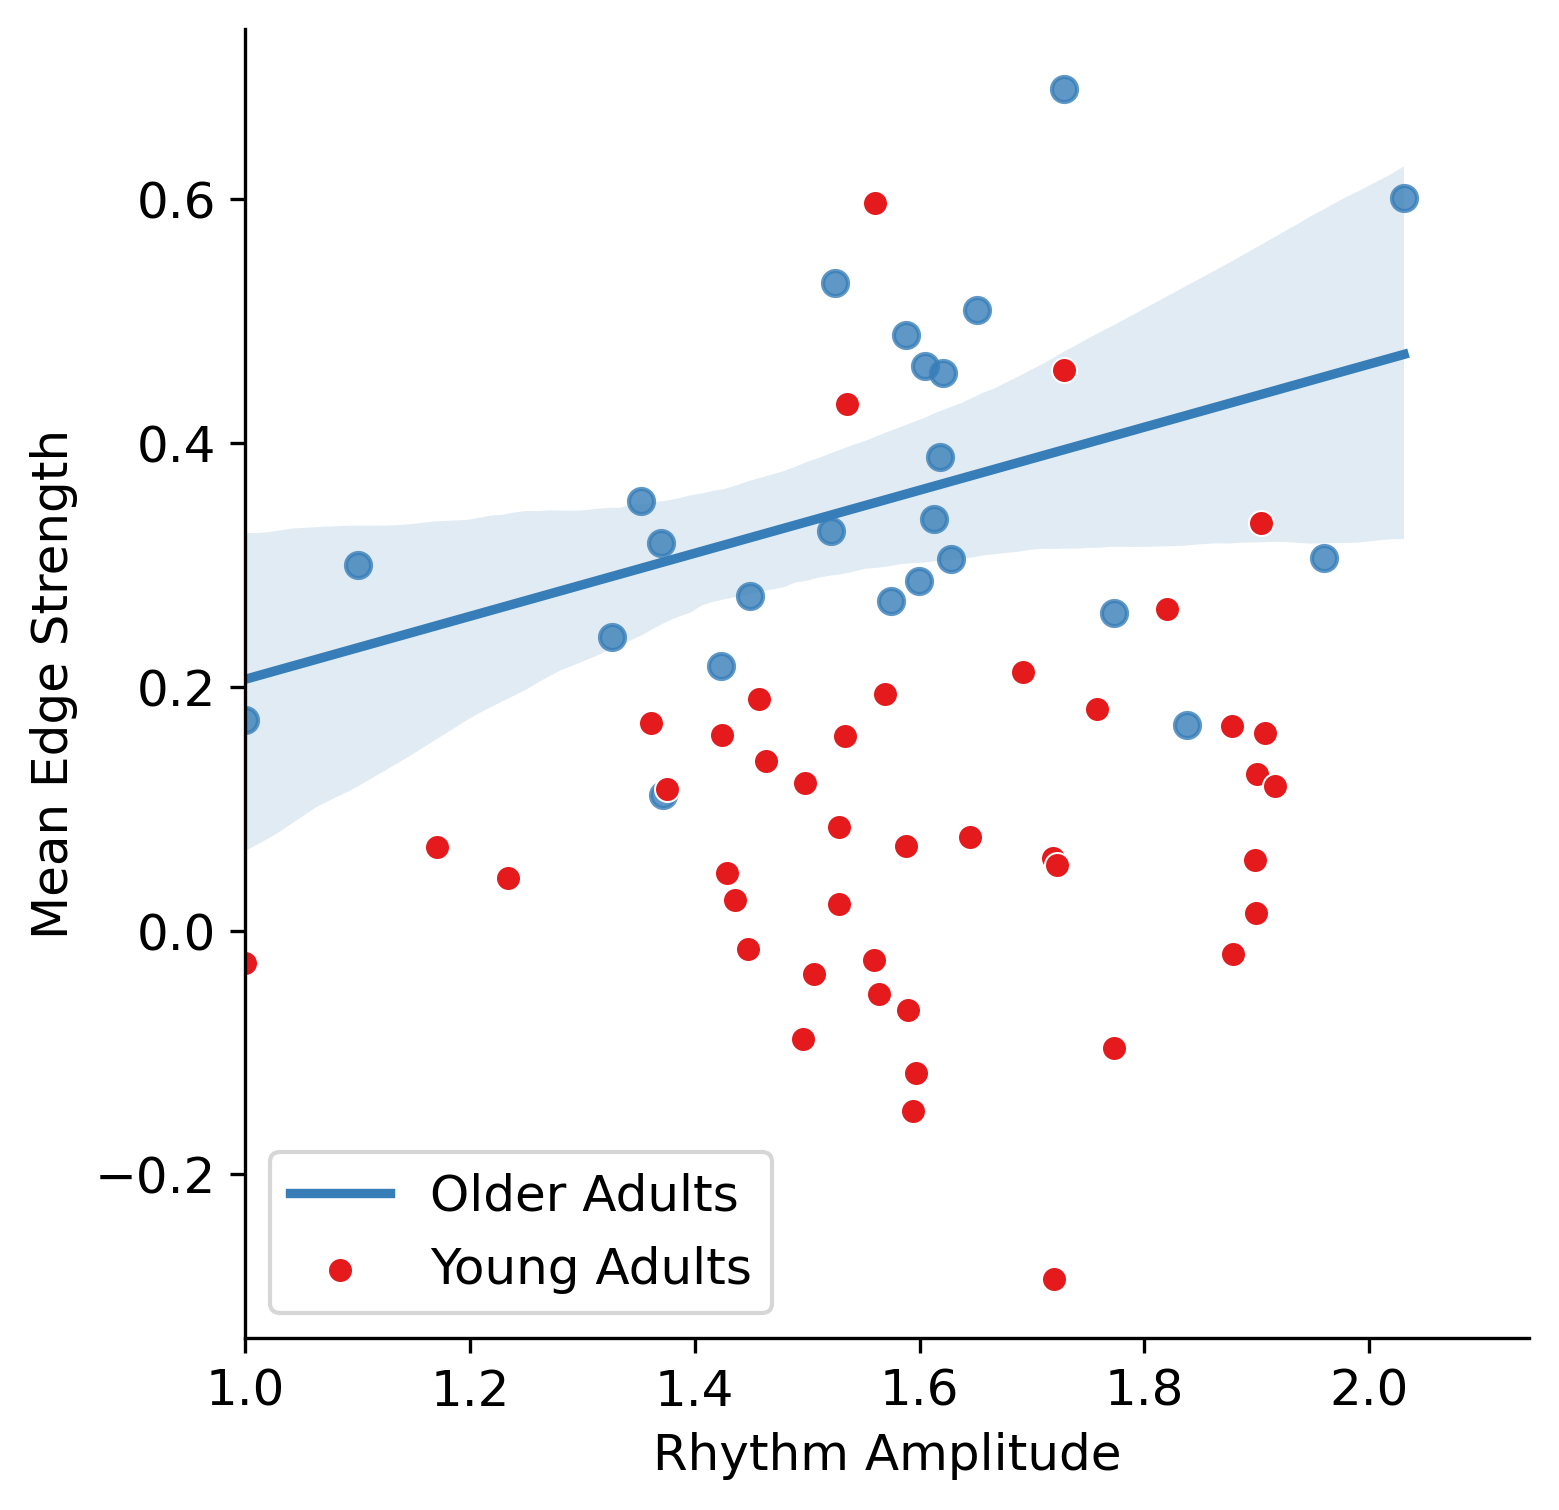 0.6
0.4
0.2
0.0
−0.2
Mean Edge Strength
Older Adults
Young Adults
1.0 1.2 1.4 1.6 1.8 2.0
Rhythm Amplitude